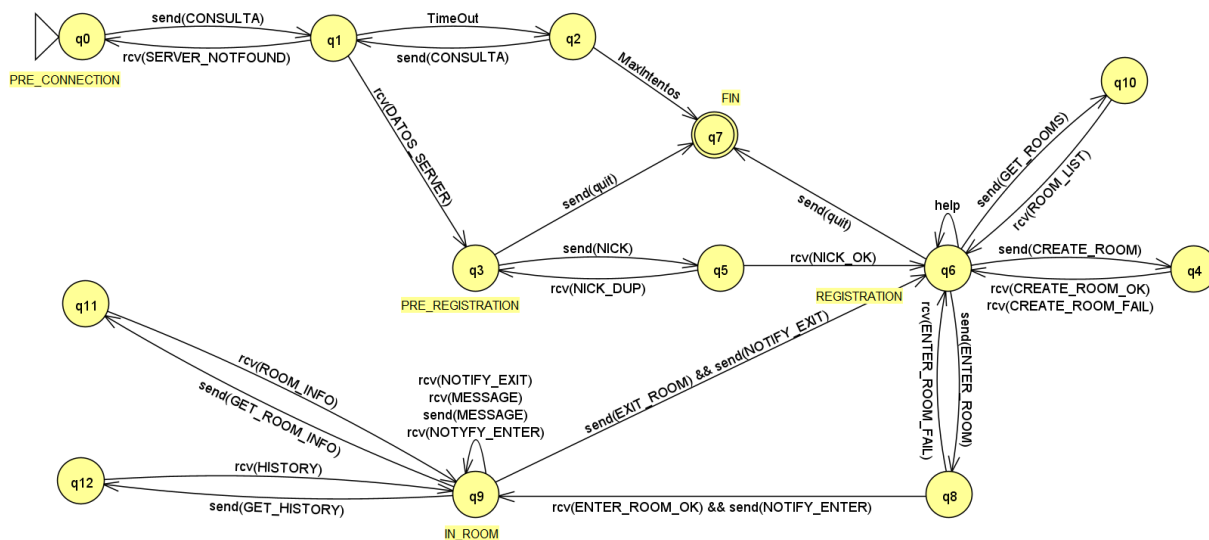 send(CONSULTA)
TimeOut
q0
q1
q2
rcv(SERVER_NOTFOUND)
send(CONSULTA)
PRE_CONNECTION
MaxIntentos
q10
FIN
rcv(DATOS_SERVER)
q7
send(GET_ROOMS)
rcv(ROOM_LIST)
send(quit)
send(quit)
help
send(NICK)
send(CREATE_ROOM)
q3
q5
rcv(NICK_OK)
q6
q4
rcv(NICK_DUP)
rcv(CREATE_ROOM_OK)
PRE_REGISTRATION
REGISTRATION
rcv(CREATE_ROOM_FAIL)
q11
rcv(ROOM_INFO)
send(GET_ROOM_INFO)
send(EXIT_ROOM) && send(NOTIFY_EXIT)
rcv(ENTER_ROOM_FAIL)
send(ENTER_ROOM)
rcv(NOTIFY_EXIT)
rcv(MESSAGE)
send(MESSAGE)
rcv(NOTYFY_ENTER)
rcv(HISTORY)
q12
q9
q8
send(GET_HISTORY)
rcv(ENTER_ROOM_OK) && send(NOTIFY_ENTER)
IN_ROOM